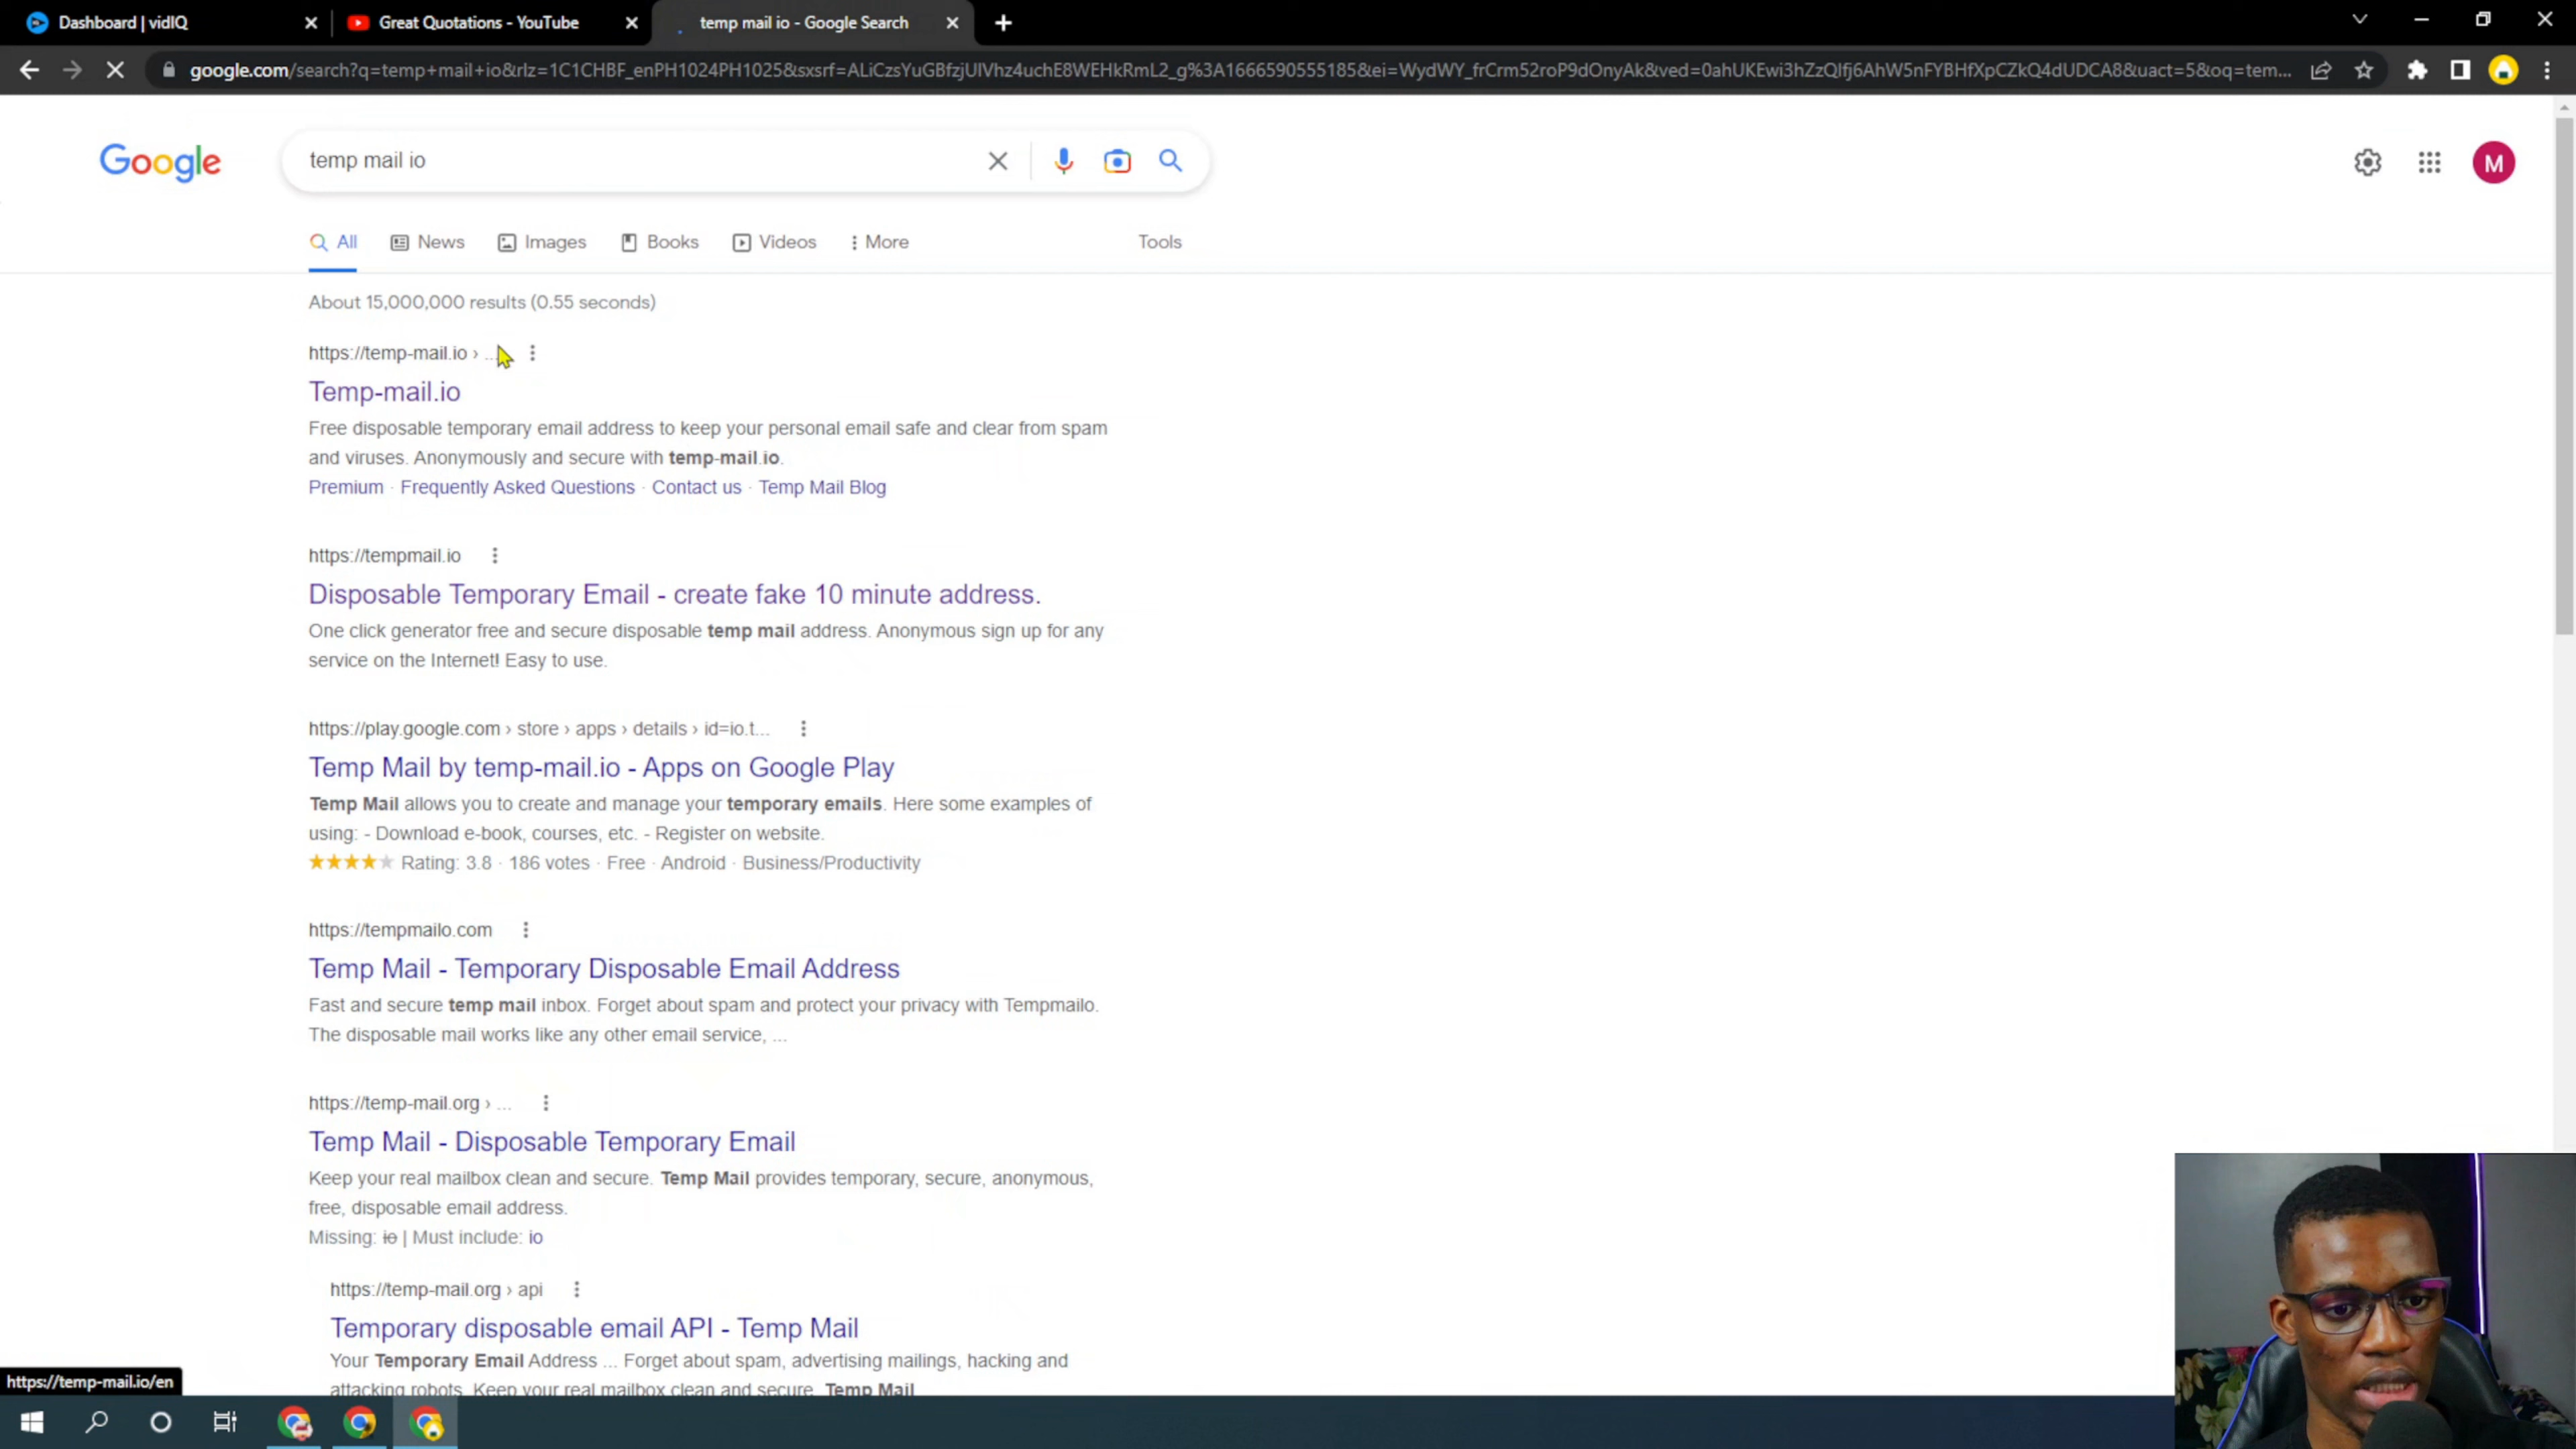 Dashboard | vidIQ
Great Quotations - YouTube
temp mail io - Google Search
google.com/search?q=temp+mail+io&rlz=1C1CHBF_enPH1024PH1025&sxsrf=ALiCzsYuGBfzjUlVhz4uchE8WEHkRmL2_g%3A1666590555185&ei=WydWY_frCrm52roP9dOnyAk&ved=0ahUKEwi3hZzQlfj6AhW5nFYBHfXpCZkQ4dUDCA8&uact=5&oq=tem...
Google
temp mail io
M
All
News
Images
Books
Videos
More
Tools
About 15,000,000 results (0.55 seconds)
https://temp-mail.io › ...
Temp-mail.io
Free disposable temporary email address to keep your personal email safe and clear from spam
and viruses. Anonymously and secure with temp-mail.io.
Premium · Frequently Asked Questions · Contact us · Temp Mail Blog
https://tempmail.io
Disposable Temporary Email - create fake 10 minute address.
One click generator free and secure disposable temp mail address. Anonymous sign up for any
service on the Internet! Easy to use.
https://play.google.com › store › apps › details › id=io.t...
Temp Mail by temp-mail.io - Apps on Google Play
Temp Mail allows you to create and manage your temporary emails. Here some examples of
using: - Download e-book, courses, etc. - Register on website.
Rating: 3.8 · 186 votes · Free · Android · Business/Productivity
https://tempmailo.com
Temp Mail - Temporary Disposable Email Address
Fast and secure temp mail inbox. Forget about spam and protect your privacy with Tempmailo.
The disposable mail works like any other email service, ...
https://temp-mail.org › ...
Temp Mail - Disposable Temporary Email
Keep your real mailbox clean and secure. Temp Mail provides temporary, secure, anonymous,
free, disposable email address.
Missing: io | Must include: io
https://temp-mail.org › api
Temporary disposable email API - Temp Mail
Your Temporary Email Address ... Forget about spam, advertising mailings, hacking and
attacking robots. Keep your real mailbox clean and secure. Temp Mail
https://temp-mail.io/en